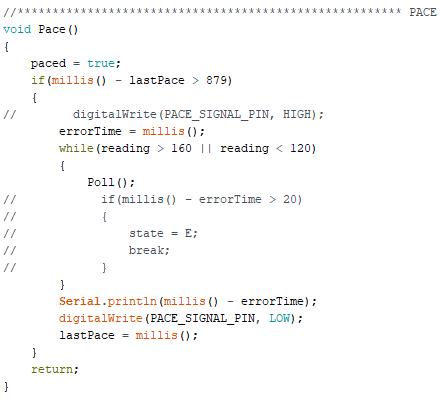 //******************************************************** PACE
void Pace()
{
    paced = true;
    if(millis() - lastPace > 879)
    {
//        digitalWrite(PACE_SIGNAL_PIN, HIGH);
        errorTime = millis();
        while(reading > 160 || reading < 120)
        {
            Poll();
//            if(millis() - errorTime > 20)
//            {
//                state = E;
//                break;
//            }
        }
        Serial.println(millis() - errorTime);
        digitalWrite(PACE_SIGNAL_PIN, LOW);
        lastPace = millis();
    }
    return;
}